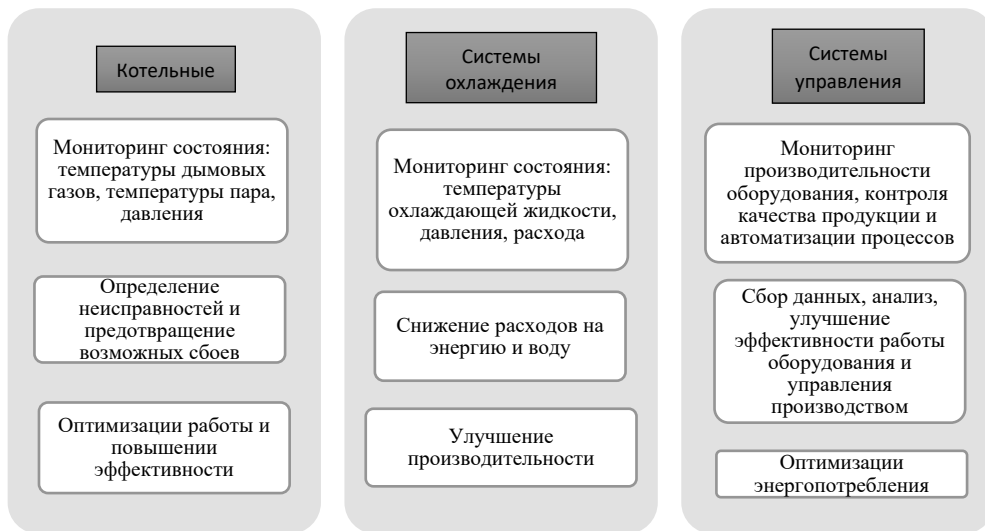 Котельные
Мониторинг состояния:
температуры дымовых
газов, температуры пара,
давления
Определение
неисправностей и
предотвращение
возможных сбоев
Оптимизации работы и
повышении
эффективности
Системы
охлаждения
Мониторинг состояния:
температуры
охлаждающей жидкости,
давления, расхода
Снижение расходов на
энергию и воду
Улучшение
производительности
Системы
управления
Мониторинг
производительности
оборудования, контроля
качества продукции и
автоматизации процессов
Сбор данных, анализ,
улучшение
эффективности работы
оборудования и
управления
производством
Оптимизации
энергопотребления